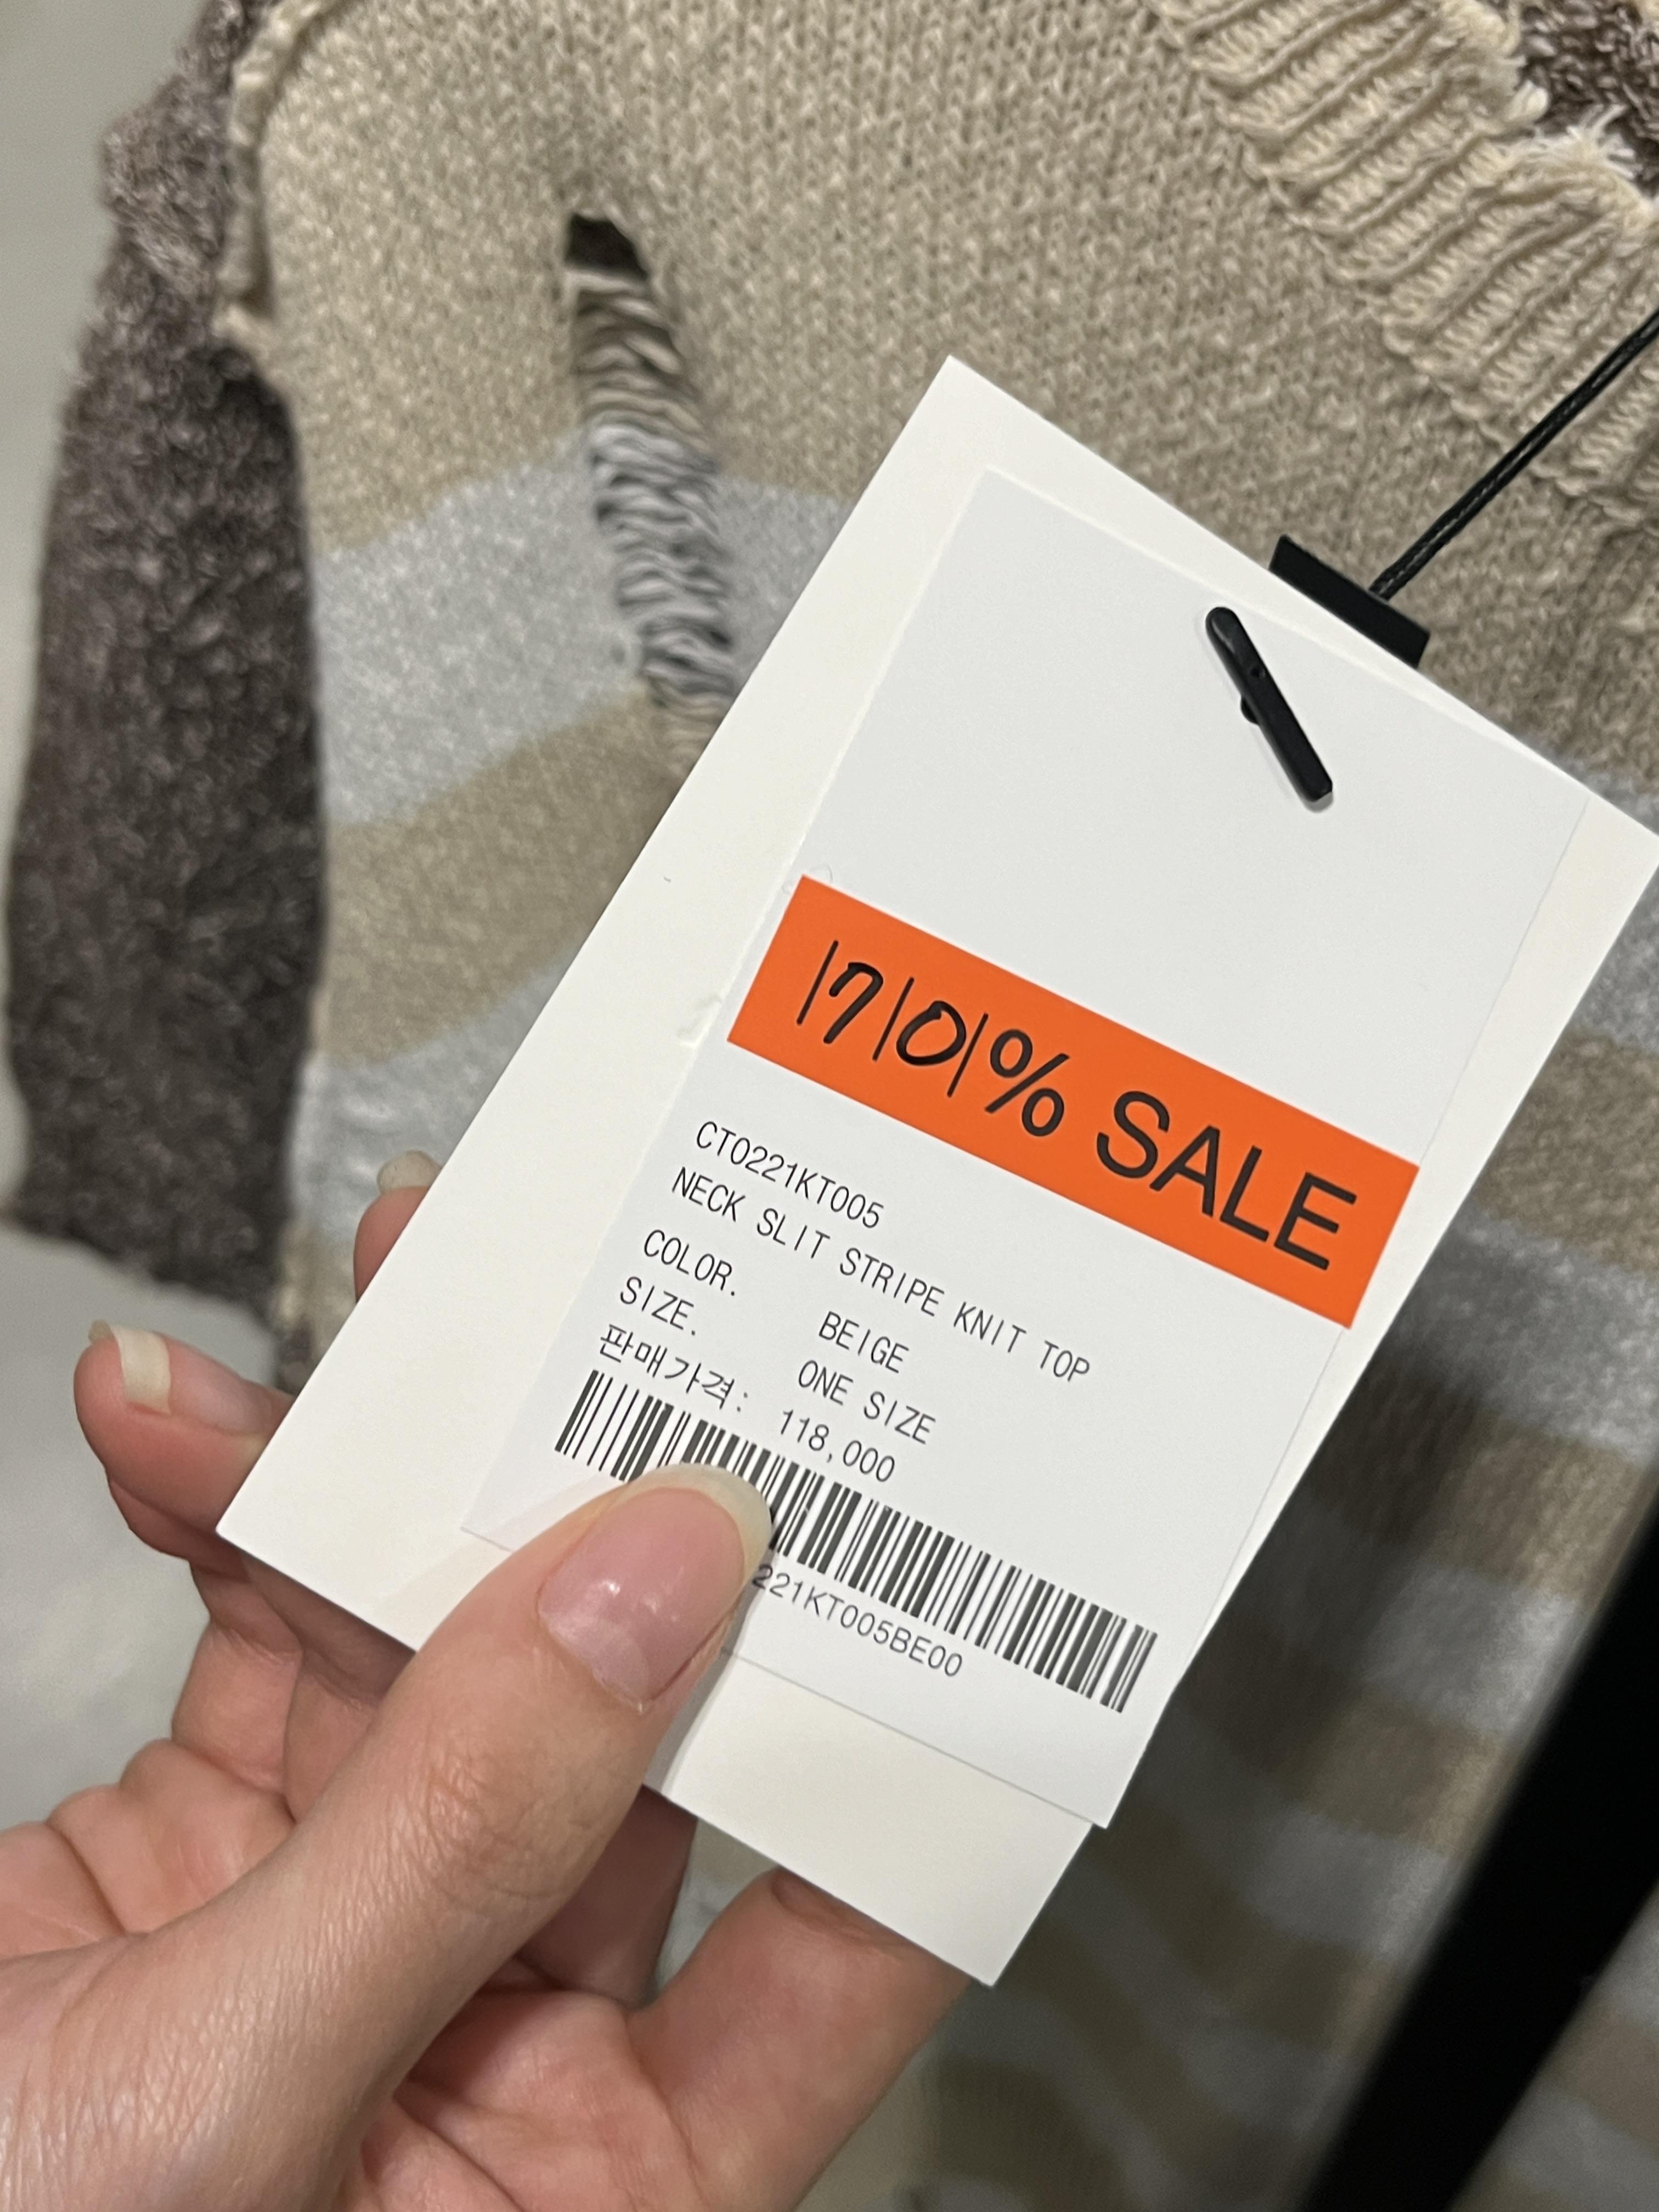 70% SALE
CTO221KT005
NECK SLIT STRIPE KNIT TOP
COLOR. BEIGE
SIZE. ONE SIZE
판매가격: 118,000
221KT005BE00